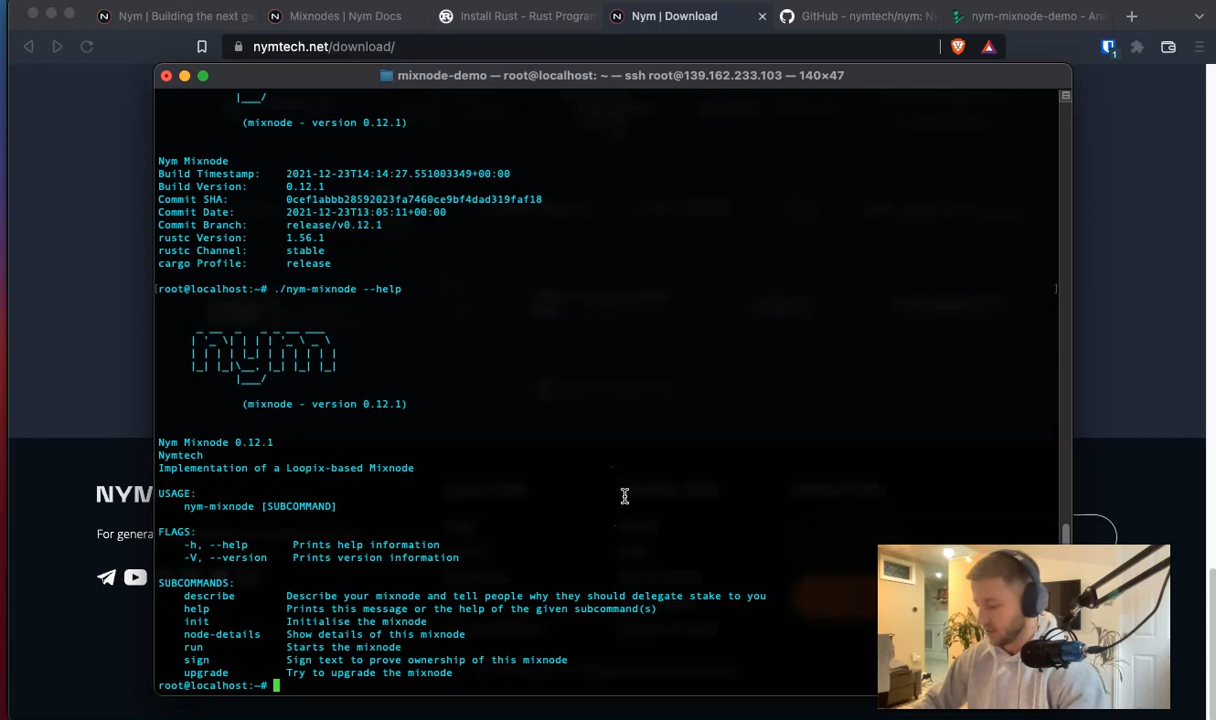 Nym | Building the next ge
Mixnodes | Nym Docs
Install Rust - Rust Program
Nym | Download
GitHub - nymtech/nym: Ny
nym-mixnode-demo - An
nymtech.net/download/
mixnode-demo — root@localhost: ~ — ssh root@139.162.233.103 — 140×47
(mixnode - version 0.12.1)
Nym Mixnode
Build Timestamp: 2021-12-23T14:14:27.551003349+00:00
Build Version: 0.12.1
Commit SHA: 0cef1abbb28592023fa7460ce9bf4dad319faf18
Commit Date: 2021-12-23T13:05:11+00:00
Commit Branch: release/v0.12.1
rustc Version: 1.56.1
rustc Channel: stable
cargo Profile: release
[root@localhost:~# ./nym-mixnode --help ]
nym
(mixnode - version 0.12.1)
Nym Mixnode 0.12.1
Nymtech
Implementation of a Loopix-based Mixnode
USAGE:
nym-mixnode [SUBCOMMAND]
FLAGS:
-h, --help Prints help information
-V, --version Prints version information
SUBCOMMANDS:
describe Describe your mixnode and tell people why they should delegate stake to you
help Prints this message or the help of the given subcommand(s)
init Initialise the mixnode
node-details Show details of this mixnode
run Starts the mixnode
sign Sign text to prove ownership of this mixnode
upgrade Try to upgrade the mixnode
root@localhost:~#
NYM
For genera